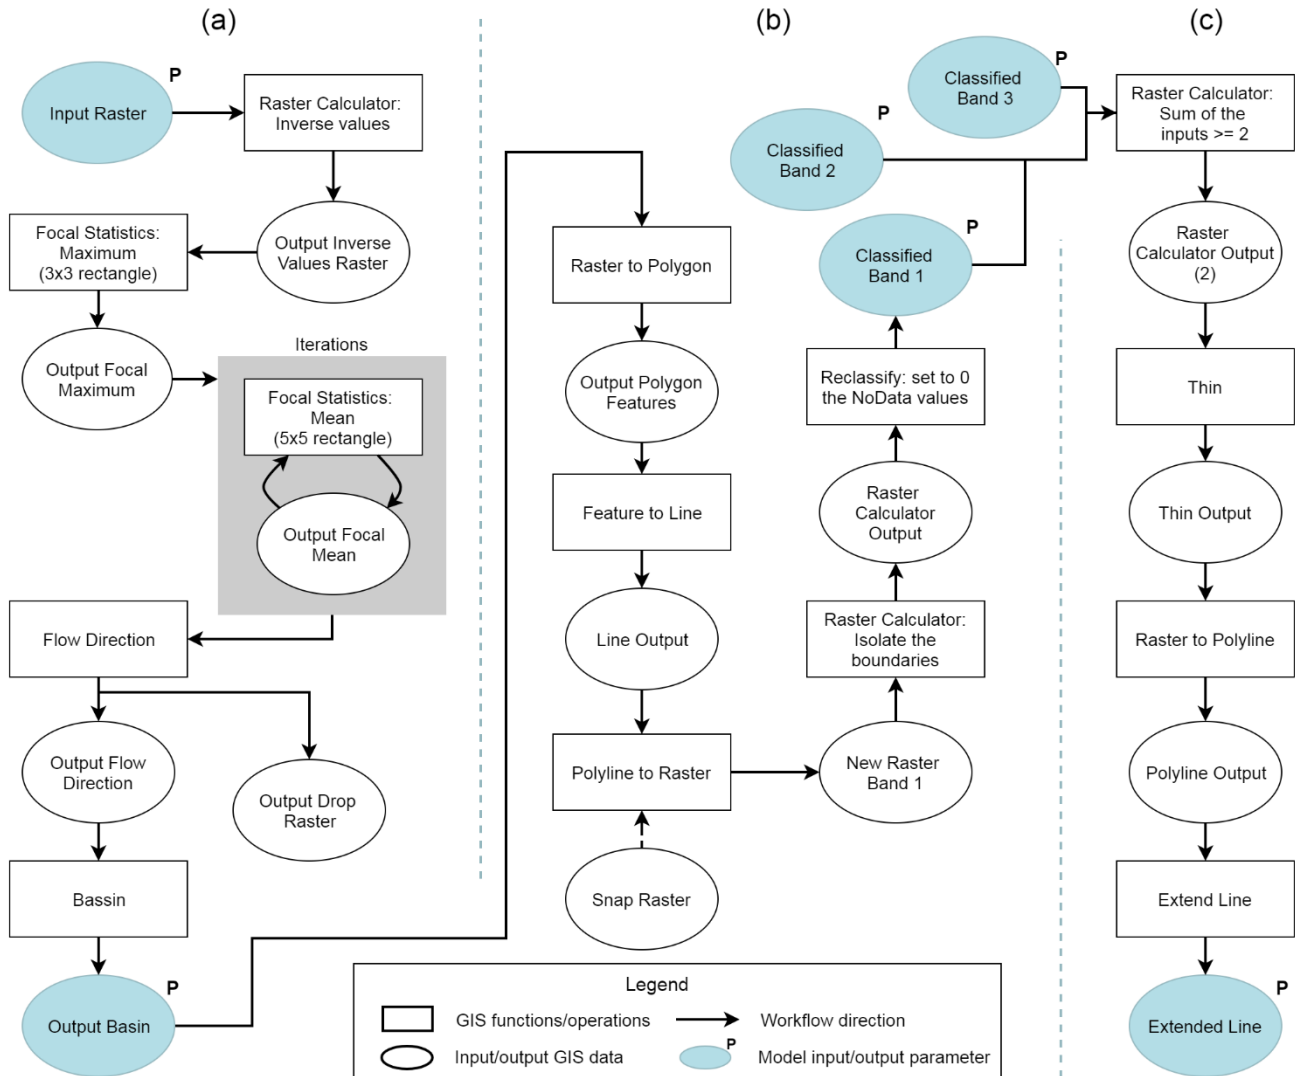 (a)
Input Raster
P
Raster Calculator:
Inverse values
Output Inverse
Values Raster
Focal Statistics:
Maximum
(3x3 rectangle)
Output Focal
Maximum
Iterations
Focal Statistics:
Mean
(5x5 rectangle)
Output Focal
Mean
Flow Direction
Output Flow
Direction
Output Drop
Raster
Bassin
Output Basin
P
(b)
Raster to Polygon
Output Polygon
Features
Feature to Line
Line Output
Polyline to Raster
Snap Raster
New Raster
Band 1
Raster Calculator:
Isolate the
boundaries
Raster
Calculator
Output
Reclassify: set to 0
the NoData values
Classified
Band 1
P
Classified
Band 2
P
Classified
Band 3
P
(c)
Raster Calculator:
Sum of the
inputs >= 2
Raster
Calculator Output
(2)
Thin
Thin Output
Raster to Polyline
Polyline Output
Extend Line
Extended Line
P
Legend
GIS functions/operations
Workflow direction
Input/output GIS data
P
Model input/output parameter